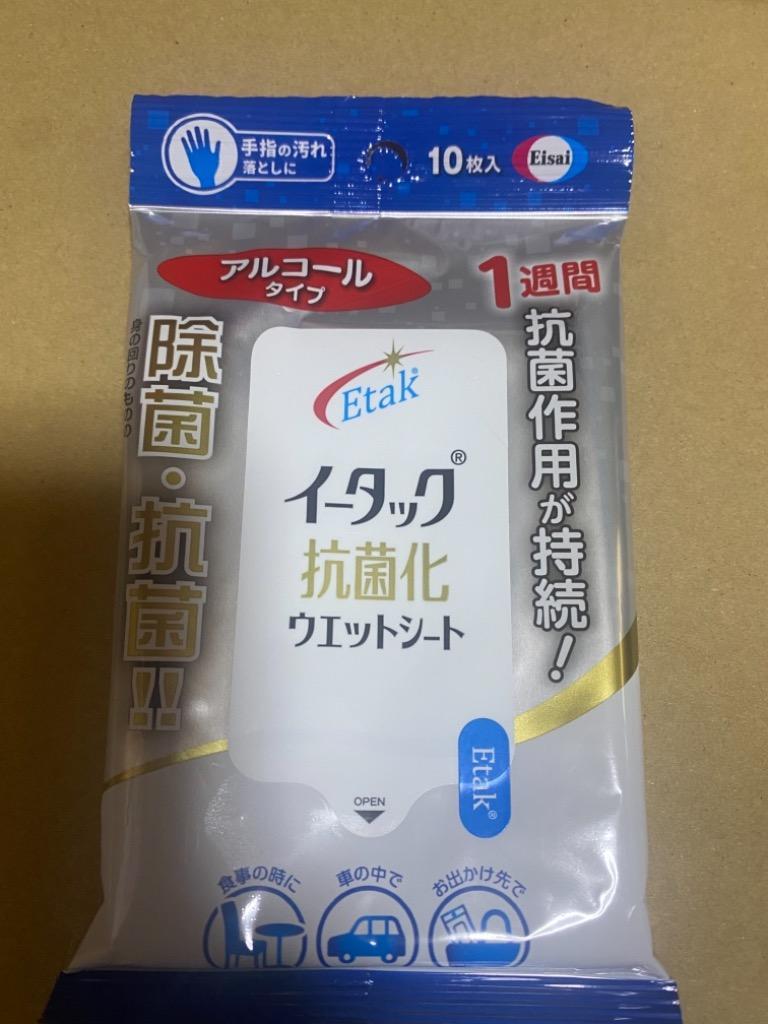 手指の汚れ
落としに
10枚入
Eisai
アルコール
タイプ
1週間
抗菌作用が持続!
身の回りのものの
除菌・抗菌!!
Etak®
イータック®
抗菌化
ウエットシート
Etak®
OPEN
食事の時に
車の中で
お出かけ先で